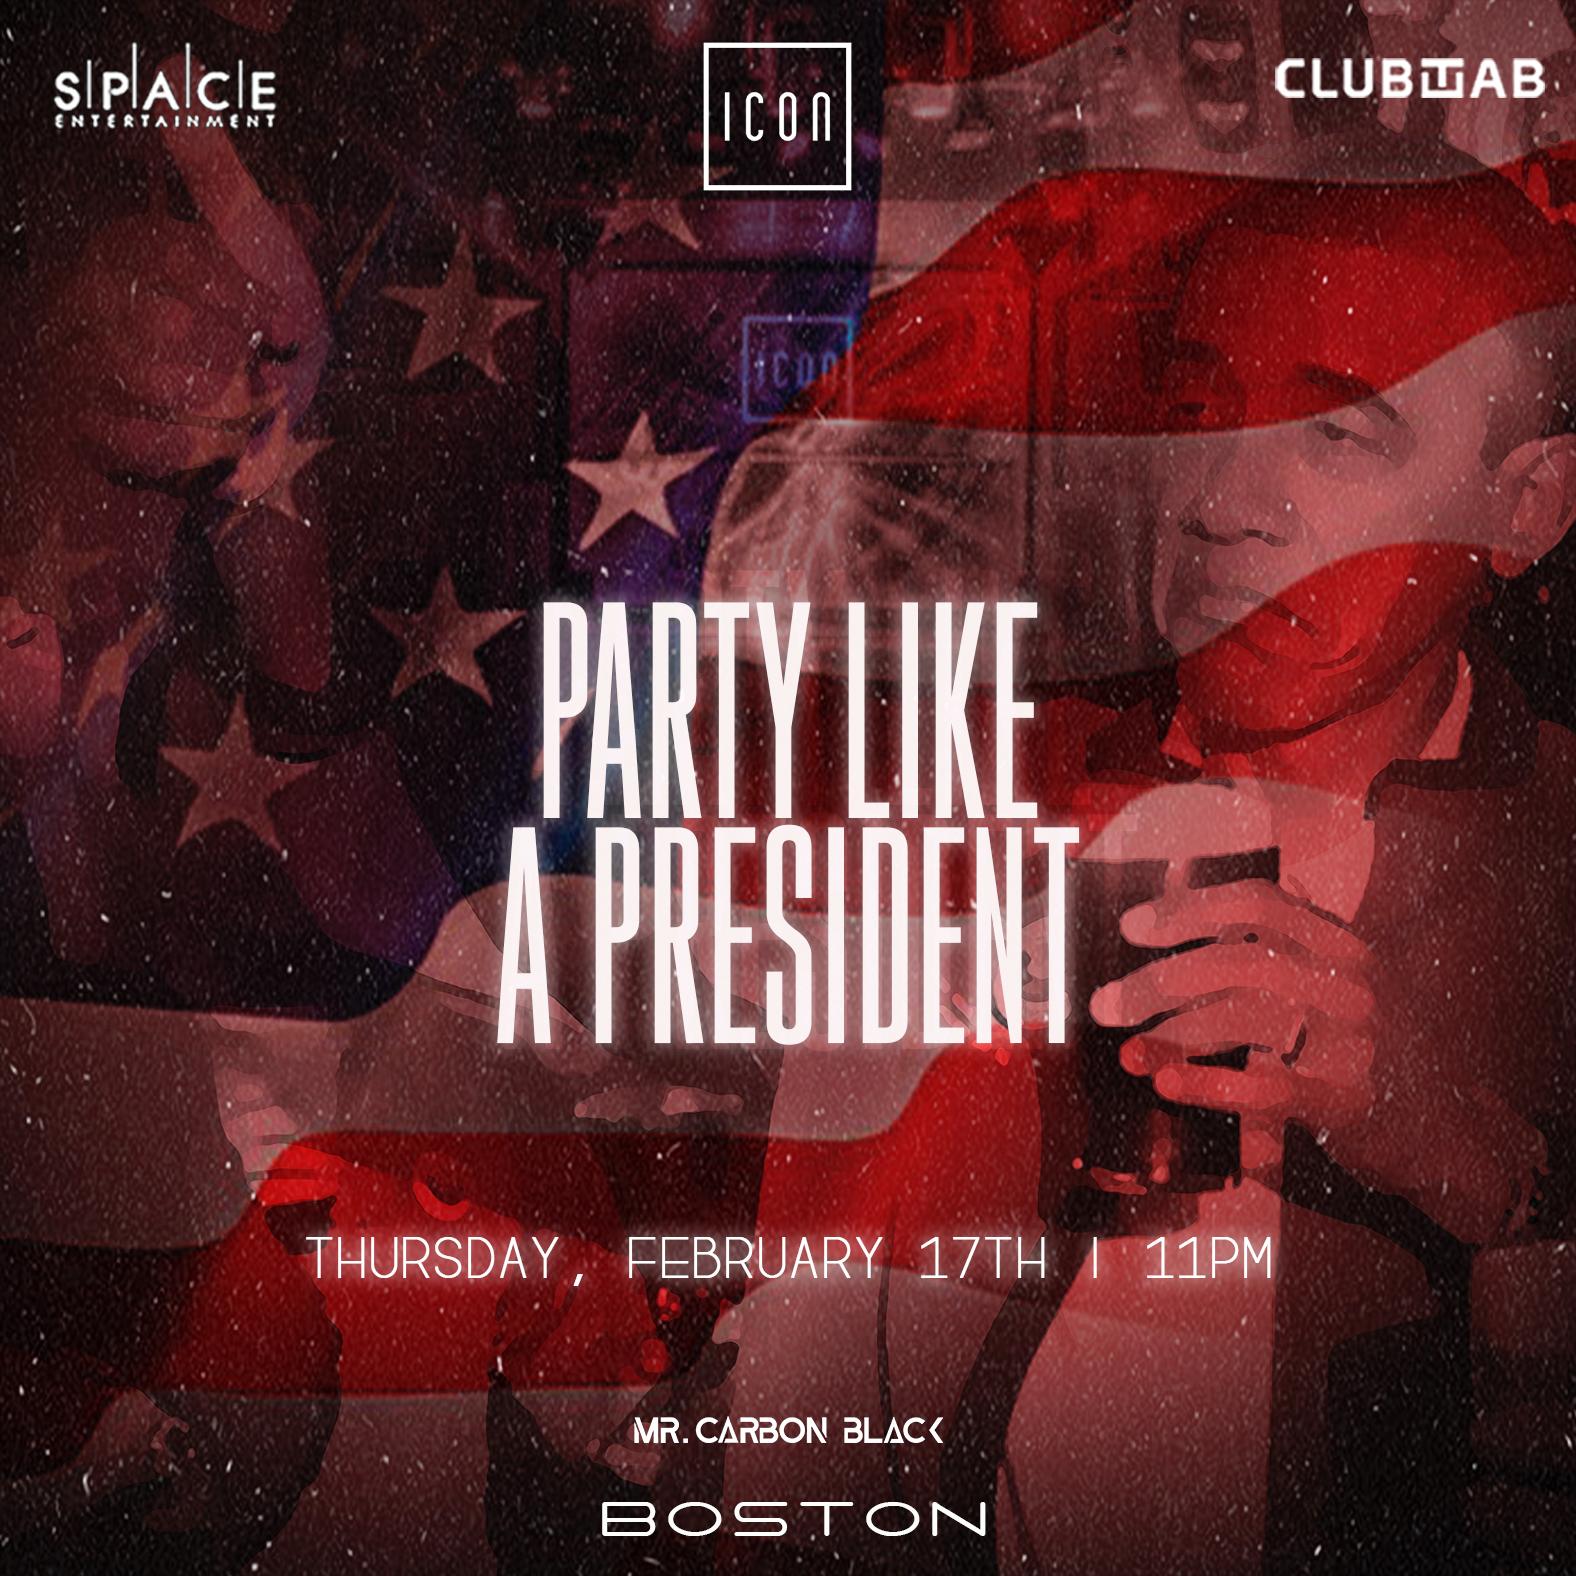 SPACE
ENTERTAINMENT
ICON
CLUBTAB
ICON
PARTY LIKE
A PRESIDENT
THURSDAY, FEBRUARY 17TH | 11PM
MR. CARBON BLACK
BOSTON